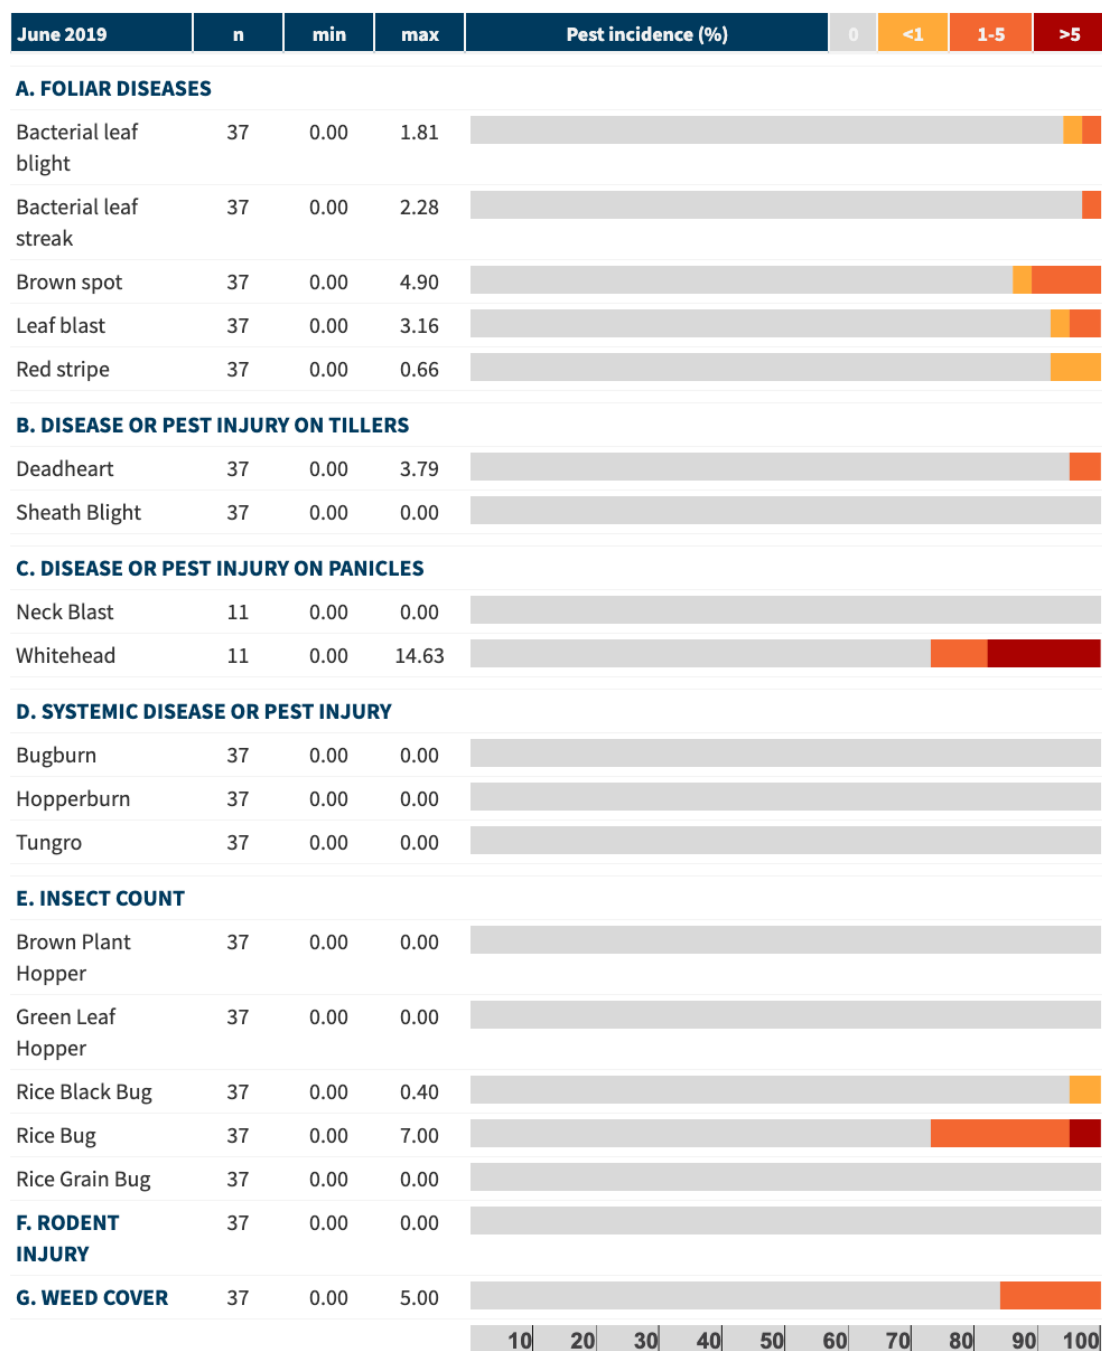 June 2019 n min max Pest incidence (%) 0 <1 1-5 >5
A. FOLIAR DISEASES
Bacterial leaf 37 0.00 1.81
blight
Bacterial leaf 37 0.00 2.28
streak
Brown spot 37 0.00 4.90
Leaf blast 37 0.00 3.16
Red stripe 37 0.00 0.66
B. DISEASE OR PEST INJURY ON TILLERS
Deadheart 37 0.00 3.79
Sheath Blight 37 0.00 0.00
C. DISEASE OR PEST INJURY ON PANICLES
Neck Blast 11 0.00 0.00
Whitehead 11 0.00 14.63
D. SYSTEMIC DISEASE OR PEST INJURY
Bugburn 37 0.00 0.00
Hopperburn 37 0.00 0.00
Tungro 37 0.00 0.00
E. INSECT COUNT
Brown Plant 37 0.00 0.00
Hopper
Green Leaf 37 0.00 0.00
Hopper
Rice Black Bug 37 0.00 0.40
Rice Bug 37 0.00 7.00
Rice Grain Bug 37 0.00 0.00
F. RODENT 37 0.00 0.00
INJURY
G. WEED COVER 37 0.00 5.00
10 20 30 40 50 60 70 80 90 100